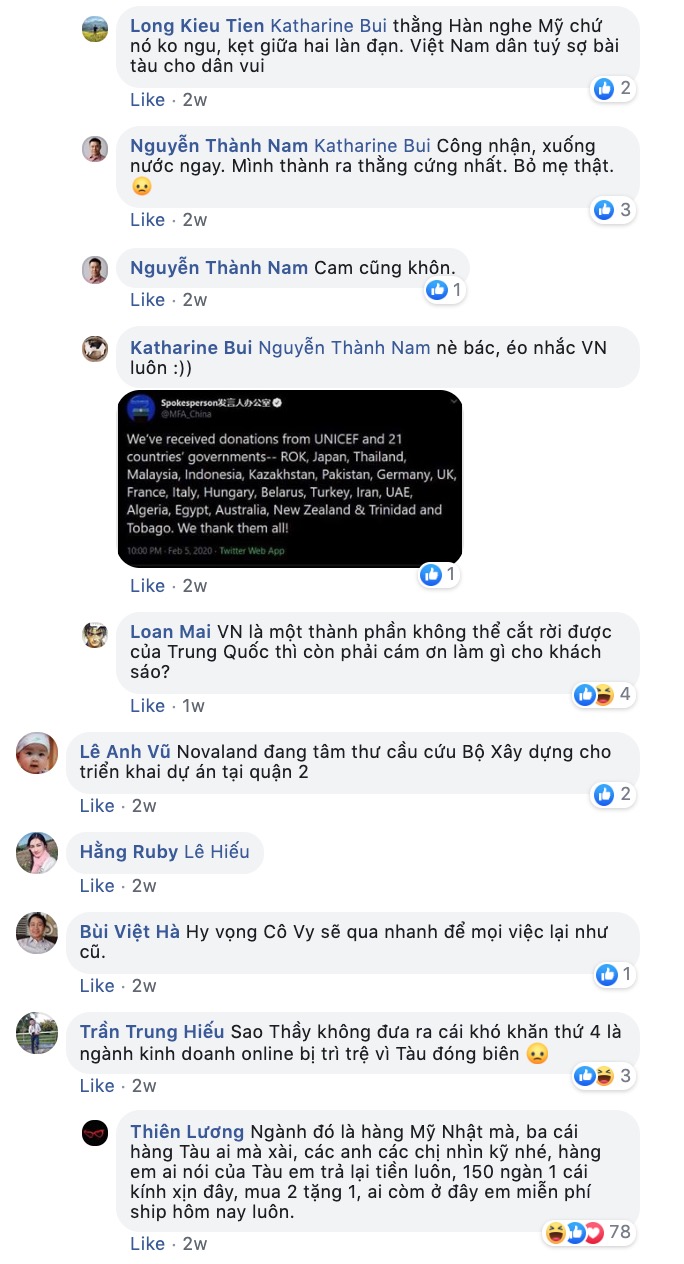 Long Kieu Tien Katharine Bui thằng Hàn nghe Mỹ chứ
nó ko ngu, kẹt giữa hai làn đạn. Việt Nam dân tuý sợ bài
tàu cho dân vui
2
Like · 2w
Nguyễn Thành Nam Katharine Bui Công nhận, xuống
nước ngay. Mình thành ra thằng cứng nhất. Bỏ mẹ thật.
☹️
3
Like · 2w
Nguyễn Thành Nam Cam cũng khôn.
1
Like · 2w
Katharine Bui Nguyễn Thành Nam nè bác, éo nhắc VN
luôn :))
Spokesperson发言人办公室
@MFA_China
We've received donations from UNICEF and 21
countries' governments-- ROK, Japan, Thailand,
Malaysia, Indonesia, Kazakhstan, Pakistan, Germany, UK,
France, Italy, Hungary, Belarus, Turkey, Iran, UAE,
Algeria, Egypt, Australia, New Zealand & Trinidad and
Tobago. We thank them all!
10:00 PM · Feb 5, 2020 · Twitter Web App
1
Like · 2w
Loan Mai VN là một thành phần không thể cắt rời được
của Trung Quốc thì còn phải cám ơn làm gì cho khách
sáo?
4
Like · 1w
Lê Anh Vũ Novaland đang tâm thư cầu cứu Bộ Xây dựng cho
triển khai dự án tại quận 2
2
Like · 2w
Hằng Ruby Lê Hiếu
Like · 2w
Bùi Việt Hà Hy vọng Cô Vy sẽ qua nhanh để mọi việc lại như
cũ.
1
Like · 2w
Trần Trung Hiếu Sao Thầy không đưa ra cái khó khăn thứ 4 là
ngành kinh doanh online bị trì trệ vì Tàu đóng biên ☹️
3
Like · 2w
Thiên Lương Ngành đó là hàng Mỹ Nhật mà, ba cái
hàng Tàu ai mà xài, các anh các chị nhìn kỹ nhé, hàng
em ai nói của Tàu em trả lại tiền luôn, 150 ngàn 1 cái
kính xịn đây, mua 2 tặng 1, ai còm ở đây em miễn phí
ship hôm nay luôn.
78
Like · 2w